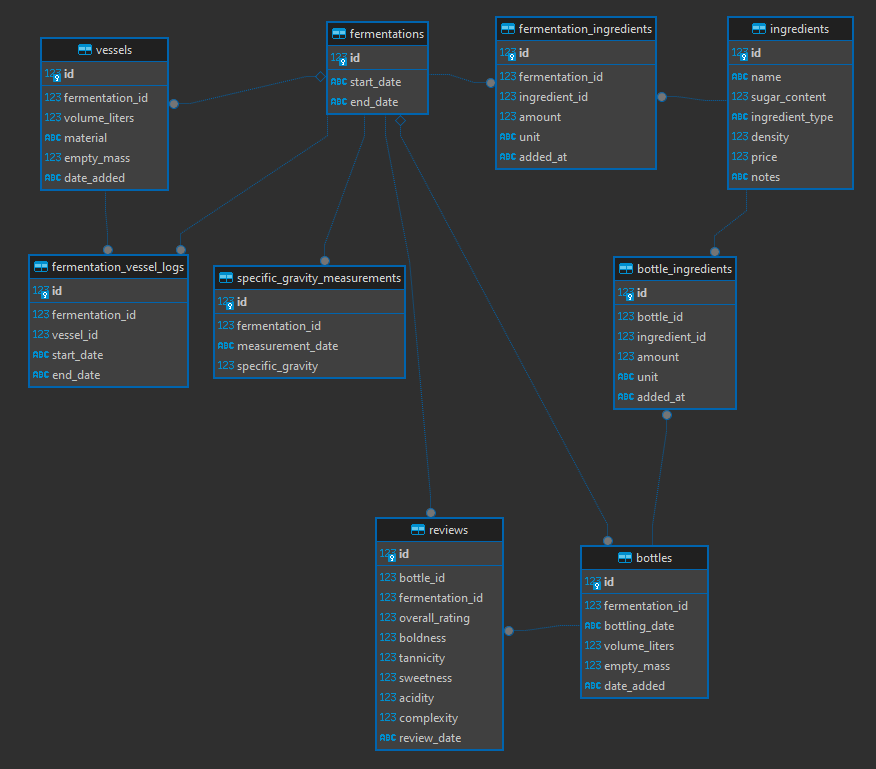 vessels
123 id
123 fermentation_id
123 volume_liters
ABC material
123 empty_mass
ABC date_added
fermentations
123 id
ABC start_date
ABC end_date
fermentation_ingredients
123 id
123 fermentation_id
123 ingredient_id
123 amount
ABC unit
ABC added_at
ingredients
123 id
ABC name
123 sugar_content
ABC ingredient_type
123 density
123 price
ABC notes
fermentation_vessel_logs
123 id
123 fermentation_id
123 vessel_id
ABC start_date
ABC end_date
specific_gravity_measurements
123 id
123 fermentation_id
ABC measurement_date
123 specific_gravity
bottle_ingredients
123 id
123 bottle_id
123 ingredient_id
123 amount
ABC unit
ABC added_at
reviews
123 id
123 bottle_id
123 fermentation_id
123 overall_rating
123 boldness
123 tannicity
123 sweetness
123 acidity
123 complexity
ABC review_date
bottles
123 id
123 fermentation_id
ABC bottling_date
123 volume_liters
123 empty_mass
ABC date_added